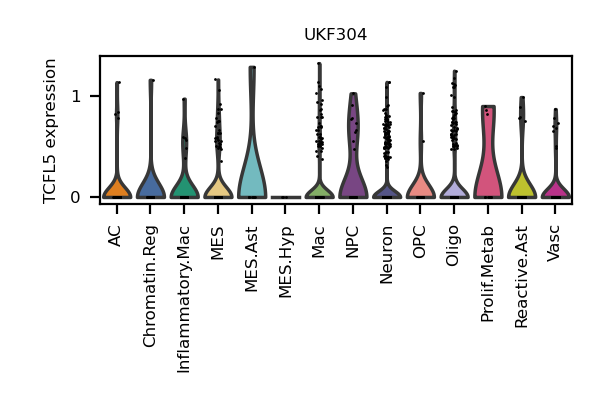 UKF304
TCFL5 expression
1
0
AC
Chromatin.Reg
Inflammatory.Mac
MES
MES.Ast
MES.Hyp
Mac
NPC
Neuron
OPC
Oligo
Prolif.Metab
Reactive.Ast
Vasc